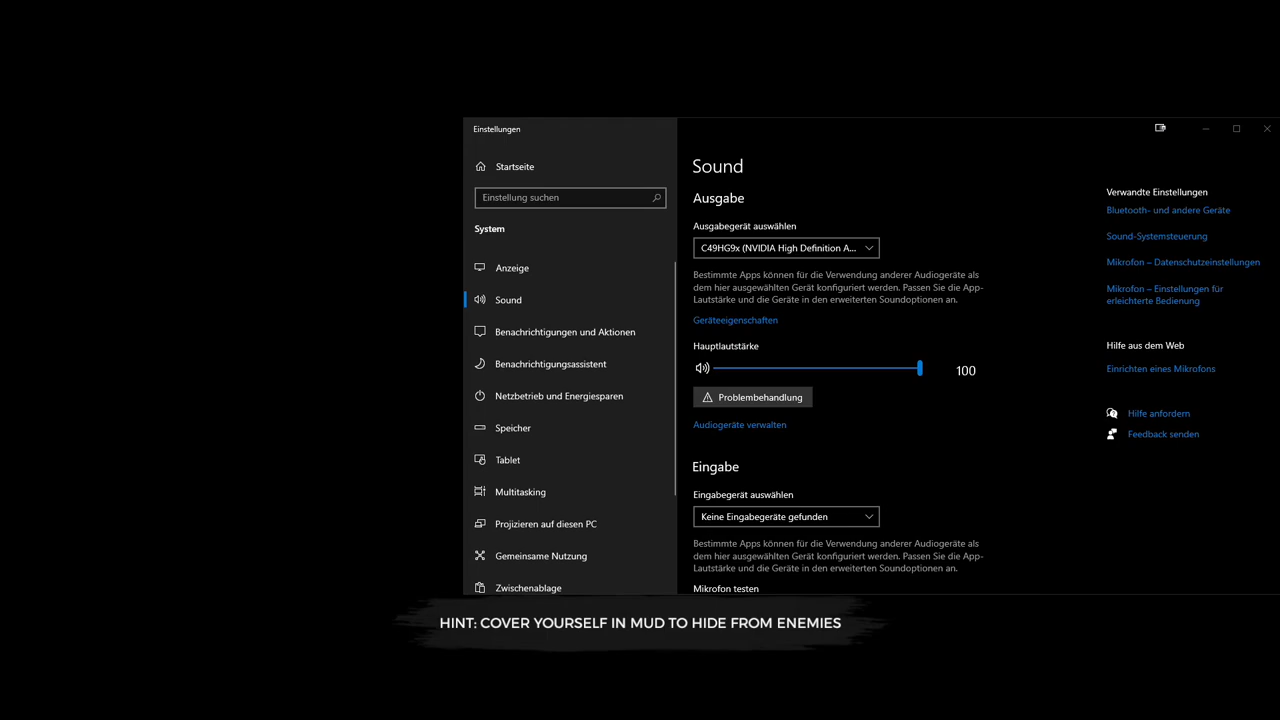 Einstellungen
Startseite
Einstellung suchen
System
Anzeige
Sound
Benachrichtigungen und Aktionen
Benachrichtigungsassistent
Netzbetrieb und Energiesparen
Speicher
Tablet
Multitasking
Projizieren auf diesen PC
Gemeinsame Nutzung
Zwischenablage
Sound
Ausgabe
Ausgabegerät auswählen
C49HG9x (NVIDIA High Definition A...
Bestimmte Apps können für die Verwendung anderer Audiogeräte als
dem hier ausgewählten Gerät konfiguriert werden. Passen Sie die App-
Lautstärke und die Geräte in den erweiterten Soundoptionen an.
Geräteeigenschaften
Hauptlautstärke
100
Problembehandlung
Audiogeräte verwalten
Eingabe
Eingabegerät auswählen
Keine Eingabegeräte gefunden
Bestimmte Apps können für die Verwendung anderer Audiogeräte als
dem hier ausgewählten Gerät konfiguriert werden. Passen Sie die App-
Lautstärke und die Geräte in den erweiterten Soundoptionen an.
Mikrofon testen
Verwandte Einstellungen
Bluetooth- und andere Geräte
Sound-Systemsteuerung
Mikrofon – Datenschutzeinstellungen
Mikrofon – Einstellungen für
erleichterte Bedienung
Hilfe aus dem Web
Einrichten eines Mikrofons
Hilfe anfordern
Feedback senden
HINT: COVER YOURSELF IN MUD TO HIDE FROM ENEMIES